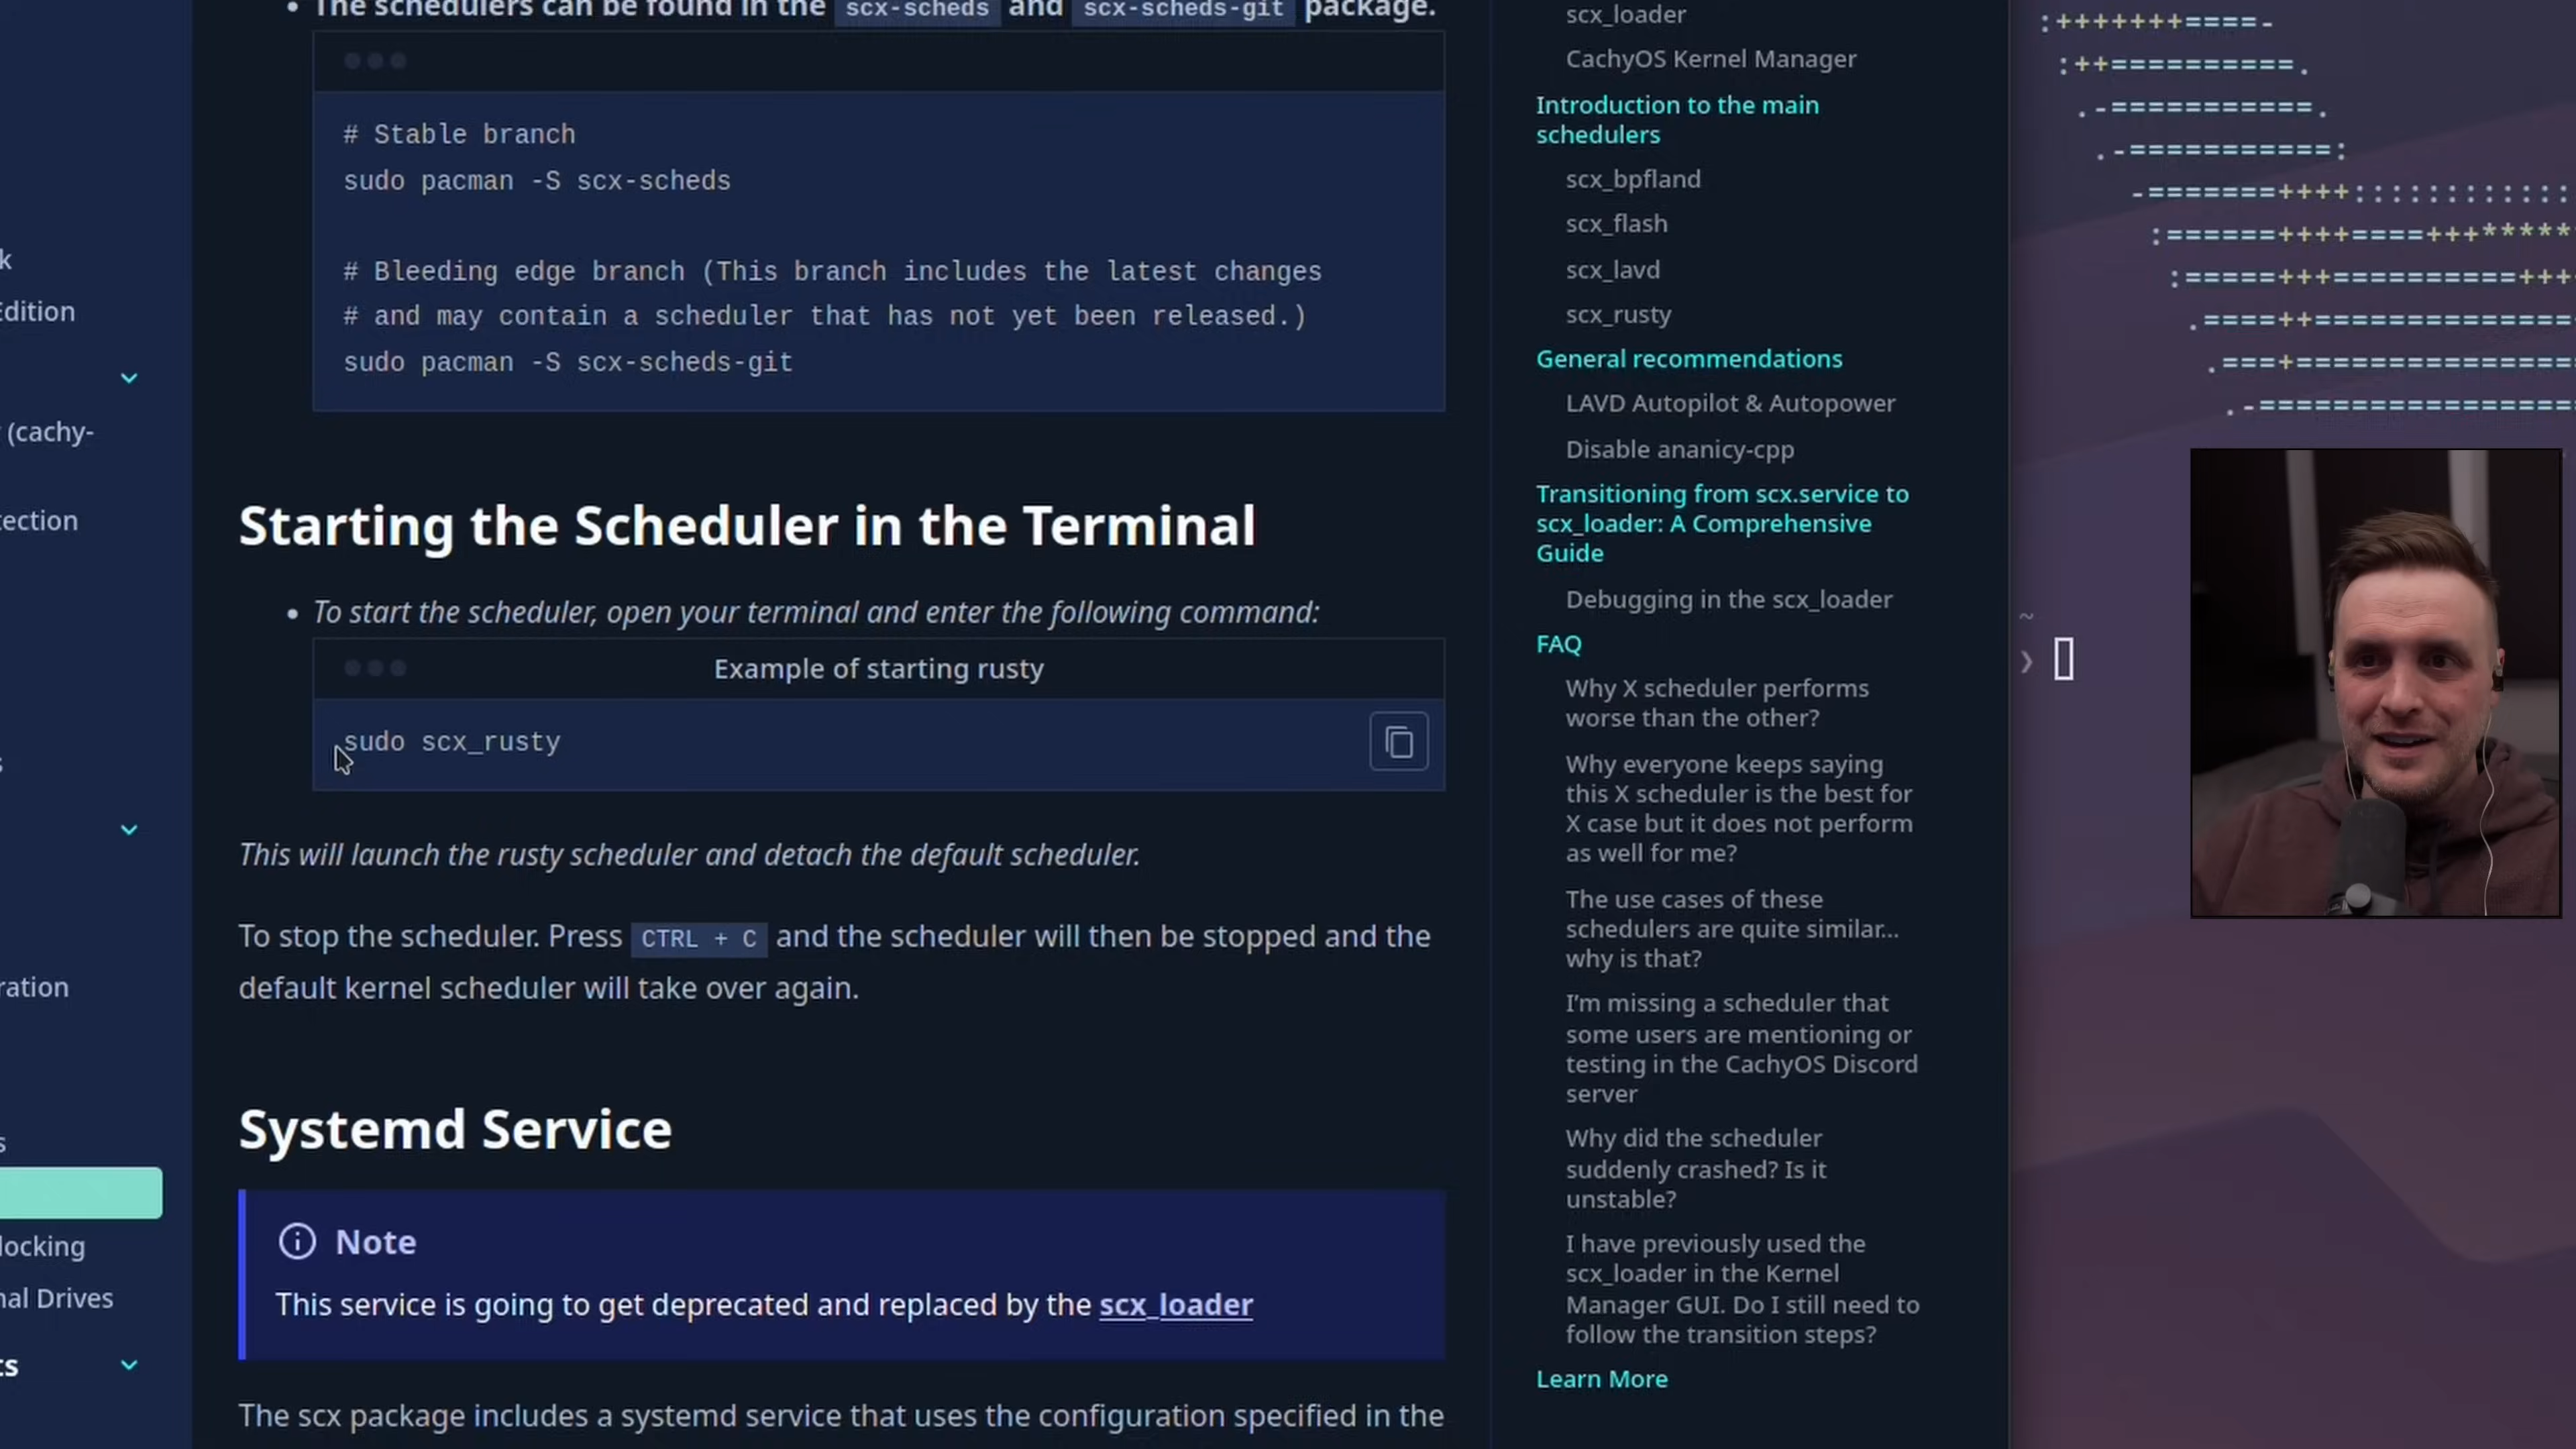 k
Edition
(cachy-
tection
s
ration
s
locking
nal Drives
ts
The schedulers can be found in the scx-scheds and scx-scheds-git package.
# Stable branch
sudo pacman -S scx-scheds
# Bleeding edge branch (This branch includes the latest changes
# and may contain a scheduler that has not yet been released.)
sudo pacman -S scx-scheds-git
Starting the Scheduler in the Terminal
• To start the scheduler, open your terminal and enter the following command:
Example of starting rusty
sudo scx_rusty
This will launch the rusty scheduler and detach the default scheduler.
To stop the scheduler. Press CTRL + C and the scheduler will then be stopped and the
default kernel scheduler will take over again.
Systemd Service
Note
This service is going to get deprecated and replaced by the scx_loader
The scx package includes a systemd service that uses the configuration specified in the
scx_loader
CachyOS Kernel Manager
Introduction to the main
schedulers
scx_bpfland
scx_flash
scx_lavd
scx_rusty
General recommendations
LAVD Autopilot & Autopower
Disable ananicy-cpp
Transitioning from scx.service to
scx_loader: A Comprehensive
Guide
Debugging in the scx_loader
FAQ
Why X scheduler performs
worse than the other?
Why everyone keeps saying
this X scheduler is the best for
X case but it does not perform
as well for me?
The use cases of these
schedulers are quite similar...
why is that?
I'm missing a scheduler that
some users are mentioning or
testing in the CachyOS Discord
server
Why did the scheduler
suddenly crashed? Is it
unstable?
I have previously used the
scx_loader in the Kernel
Manager GUI. Do I still need to
follow the transition steps?
Learn More
~
❯